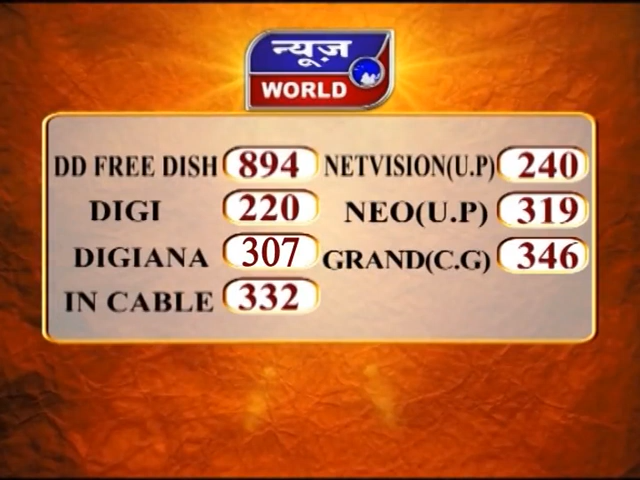 न्यूज़
WORLD
DD FREE DISH 894 NETVISION(U.P) 240
DIGI 220 NEO(U.P) 319
DIGIANA 307 GRAND(C.G) 346
IN CABLE 332